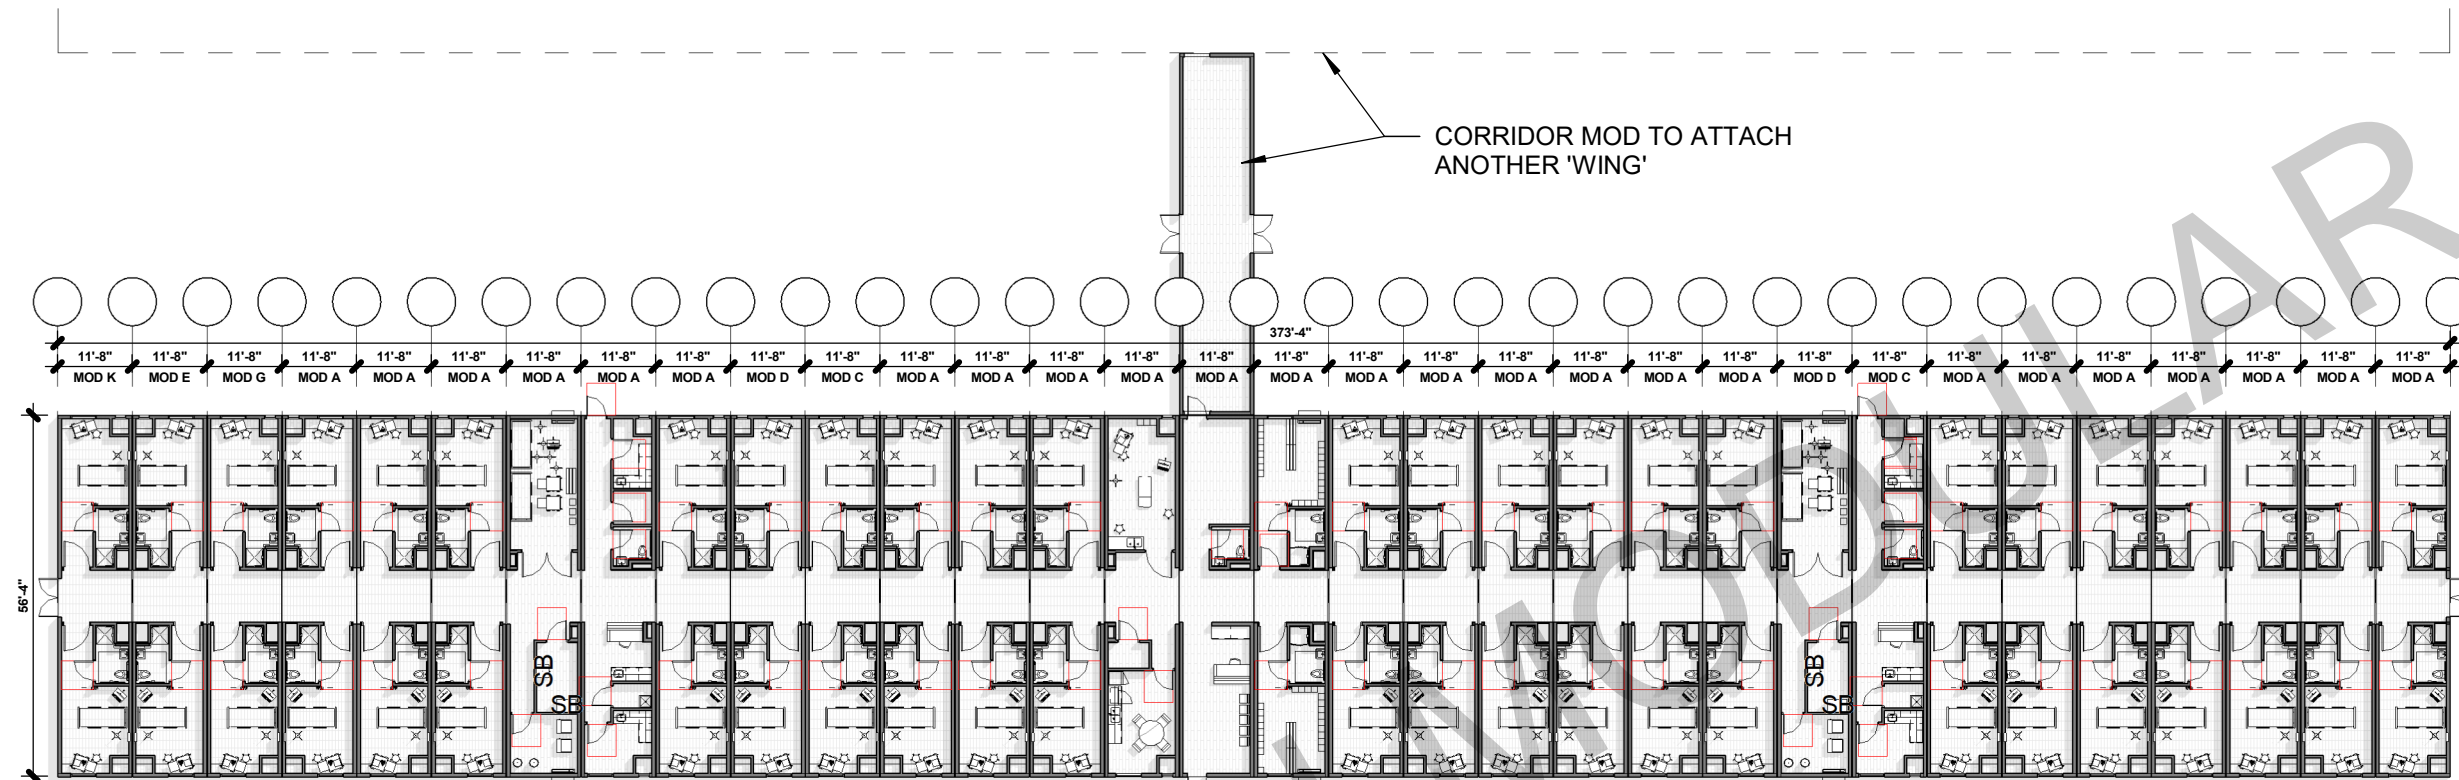 CORRIDOR MOD TO ATTACH
ANOTHER 'WING'
373'-4"
11'-8" 11'-8" 11'-8" 11'-8" 11'-8" 11'-8" 11'-8" 11'-8" 11'-8" 11'-8" 11'-8" 11'-8" 11'-8" 11'-8" 11'-8" 11'-8" 11'-8" 11'-8" 11'-8" 11'-8" 11'-8" 11'-8" 11'-8" 11'-8" 11'-8" 11'-8" 11'-8" 11'-8" 11'-8" 11'-8" 11'-8" 11'-8"
MOD K MOD E MOD G MOD A MOD A MOD A MOD A MOD A MOD A MOD D MOD C MOD A MOD A MOD A MOD A MOD A MOD A MOD A MOD A MOD A MOD A MOD A MOD A MOD D MOD C MOD A MOD A MOD A MOD A MOD A MOD A MOD A
56'-4"
SB
SB
SB
SB
MODULAR